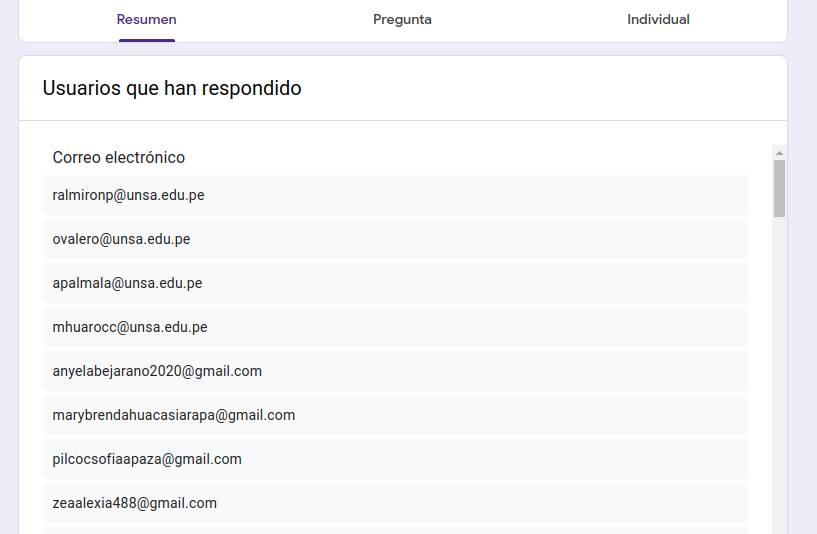 Resumen Pregunta Individual
Usuarios que han respondido
Correo electrónico
ralmironp@unsa.edu.pe
ovalero@unsa.edu.pe
apalmala@unsa.edu.pe
mhuarocc@unsa.edu.pe
anyelabejarano2020@gmail.com
marybrendahuacasiarapa@gmail.com
pilcocsofiaapaza@gmail.com
zeaalexia488@gmail.com